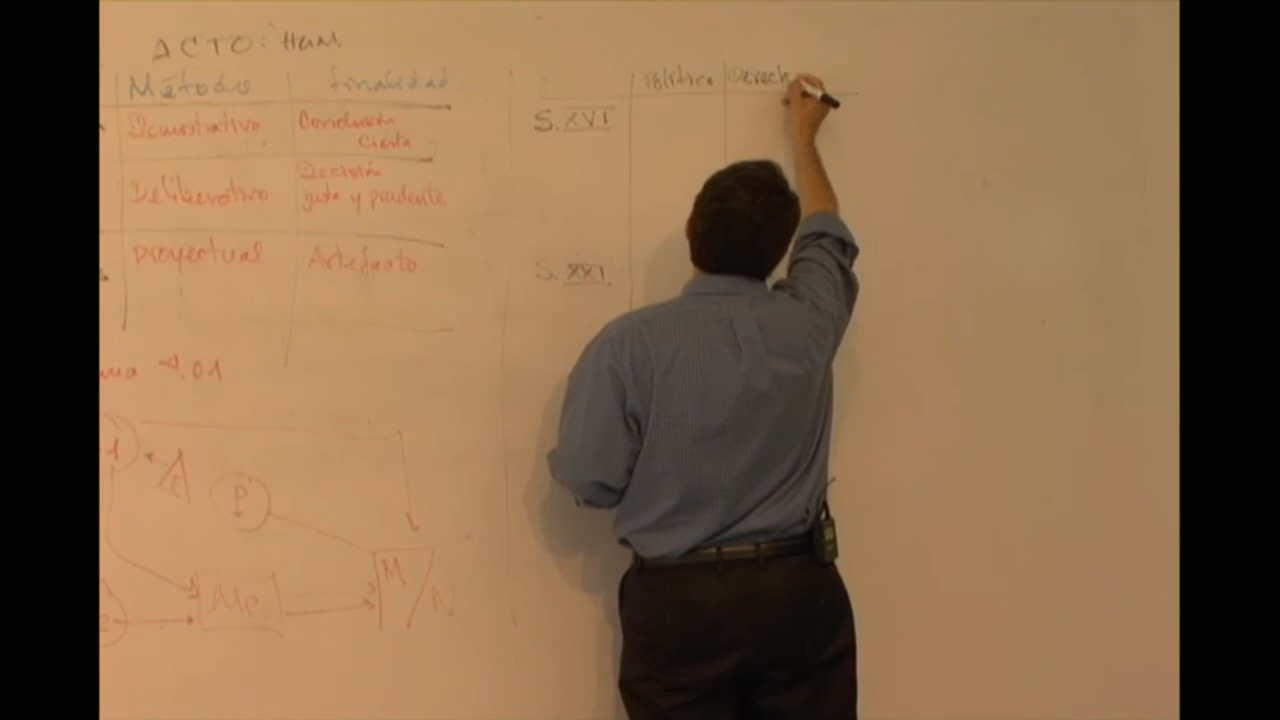 ACTO: Hum.
Método finalidad
Demostrativo Conclusión
Cierta
Deliberativo Decisión
justa y prudente
proyectual Artefacto
4.01
P
Mp
M/N
Política Derech
S. XVI
S. XXI